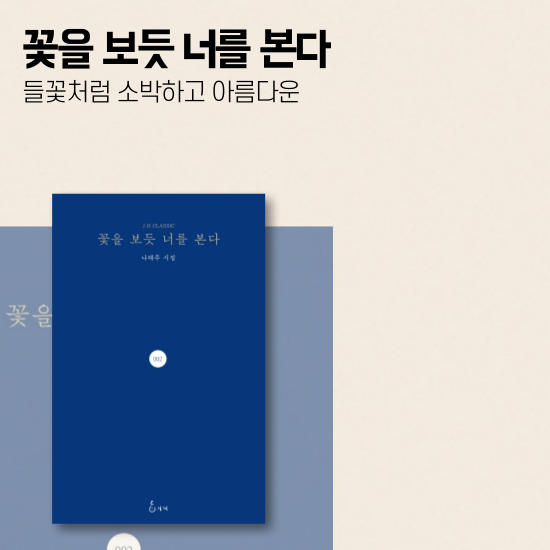 꽃을 보듯 너를 본다
들꽃처럼 소박하고 아름다운
J.H CLASSIC
꽃을 보듯 너를 본다
나태주 시집
꽃을
002
002